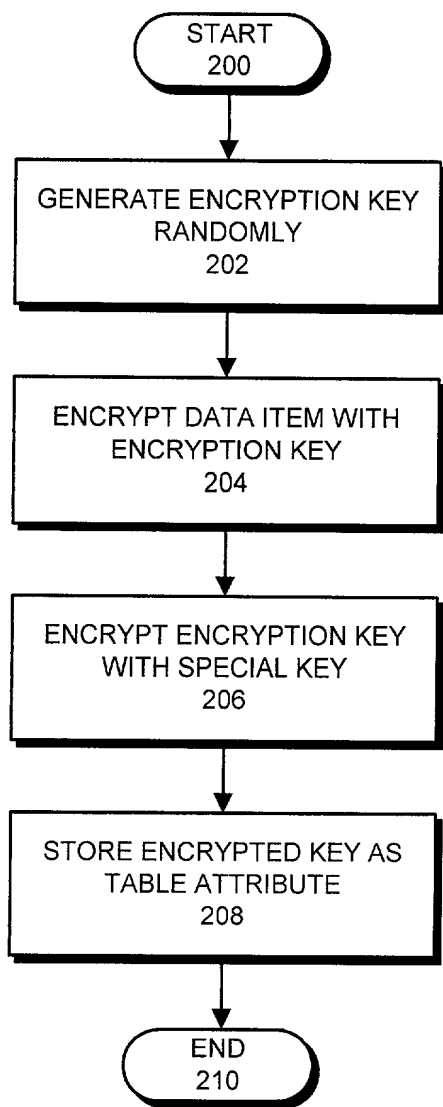 START
200
GENERATE ENCRYPTION KEY
RANDOMLY
202
ENCRYPT DATA ITEM WITH
ENCRYPTION KEY
204
ENCRYPT ENCRYPTION KEY
WITH SPECIAL KEY
206
STORE ENCRYPTED KEY AS
TABLE ATTRIBUTE
208
END
210